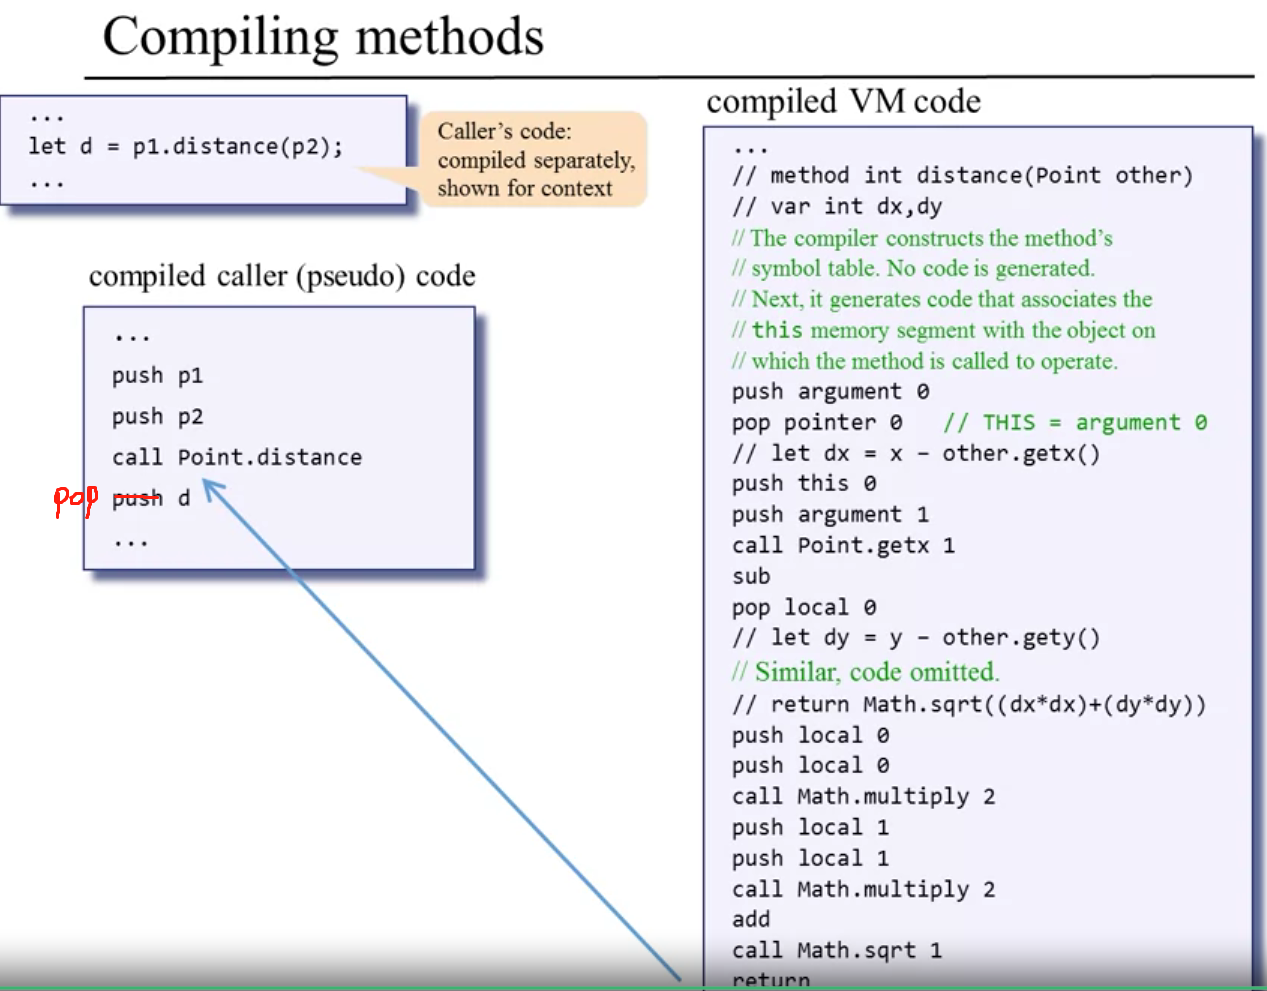 Compiling methods
...
let d = p1.distance(p2);
...
Caller's code:
compiled separately,
shown for context
compiled caller (pseudo) code
...
push p1
push p2
call Point.distance
pop push d
...
compiled VM code
...
// method int distance(Point other)
// var int dx,dy
// The compiler constructs the method's
// symbol table. No code is generated.
// Next, it generates code that associates the
// this memory segment with the object on
// which the method is called to operate.
push argument 0
pop pointer 0 // THIS = argument 0
// let dx = x – other.getx()
push this 0
push argument 1
call Point.getx 1
sub
pop local 0
// let dy = y – other.gety()
// Similar, code omitted.
// return Math.sqrt((dx*dx)+(dy*dy))
push local 0
push local 0
call Math.multiply 2
push local 1
push local 1
call Math.multiply 2
add
call Math.sqrt 1
return